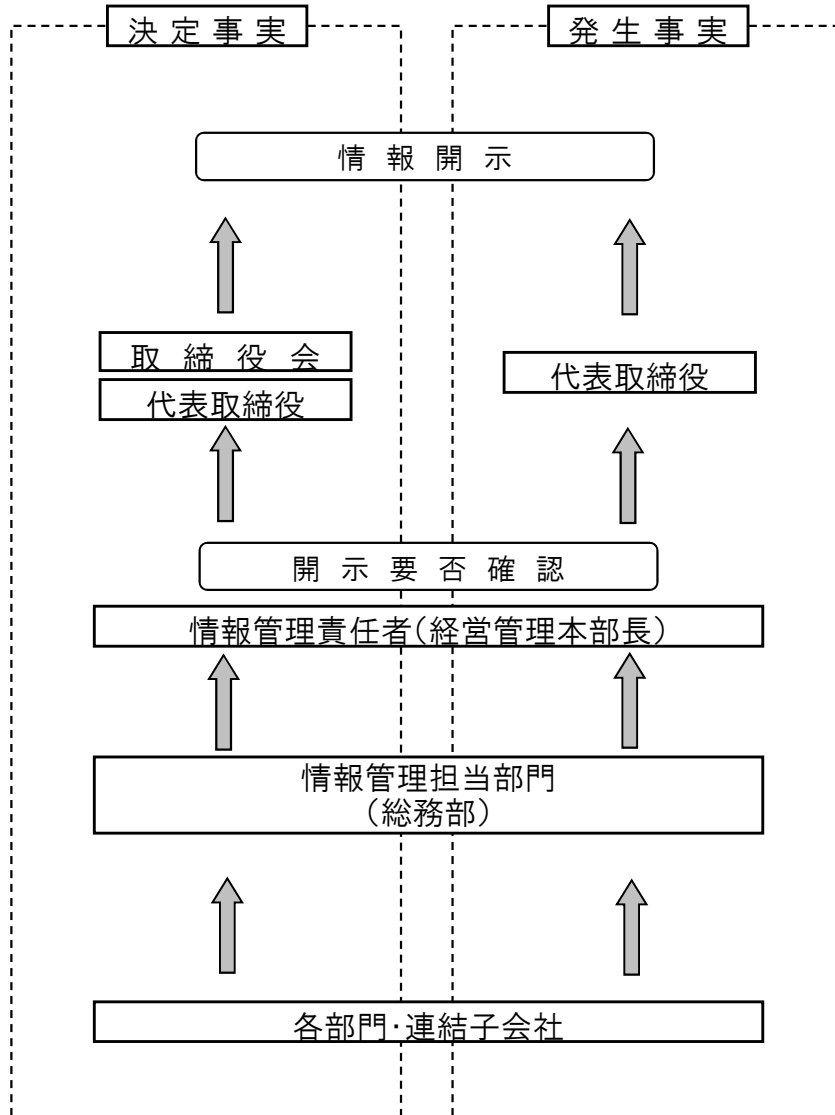 決定事実
発生事実
情報開示
取締役会
代表取締役
代表取締役
開示要否確認
情報管理責任者(経営管理本部長)
情報管理担当部門
(総務部)
各部門・連結子会社